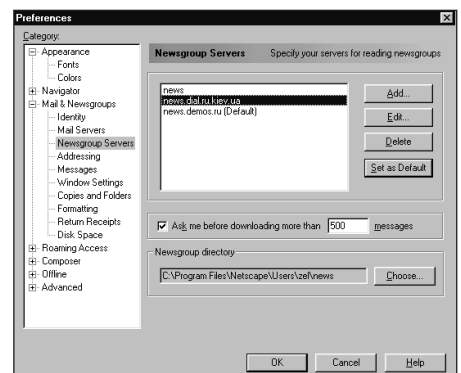 Preferences
Category:
Appearance
Fonts
Colors
Navigator
Mail & Newsgroups
Identity
Mail Servers
Newsgroup Servers
Addressing
Messages
Window Settings
Copies and Folders
Formatting
Return Receipts
Disk Space
Roaming Access
Composer
Offline
Advanced
Newsgroup Servers Specify your servers for reading newsgroups
news
news.dial.ru.kiev.ua
news.demos.ru (Default)
Add...
Edit...
Delete
Set as Default
Ask me before downloading more than 500 messages
Newsgroup directory
C:\Program Files\Netscape\Users\zel\news Choose...
OK Cancel Help